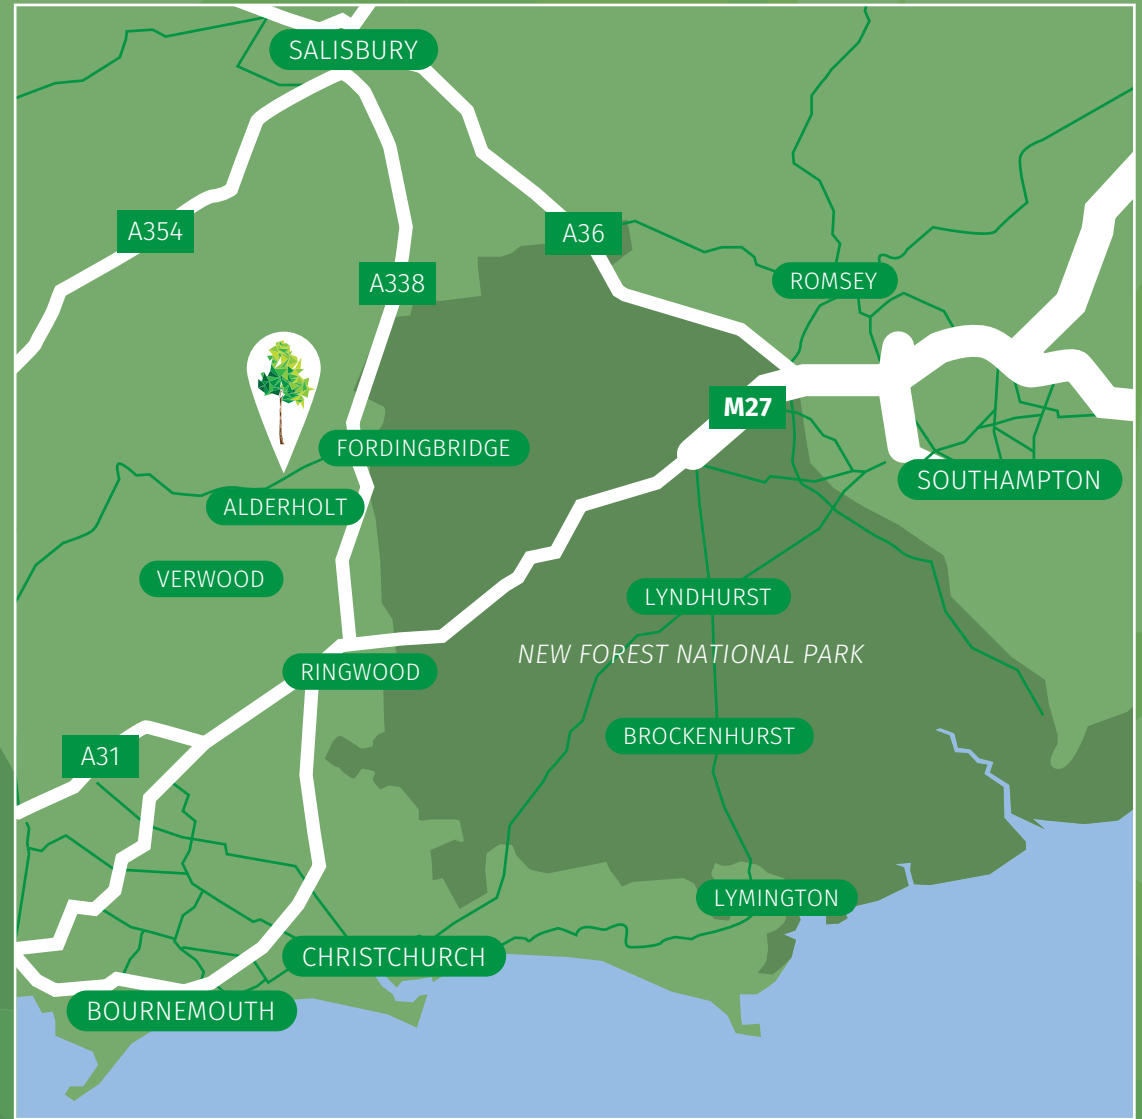 SALISBURY
A354
A36
A338
ROMSEY
M27
FORDINGBRIDGE
SOUTHAMPTON
ALDERHOLT
VERWOOD
LYNDHURST
NEW FOREST NATIONAL PARK
RINGWOOD
BROCKENHURST
A31
LYMINGTON
CHRISTCHURCH
BOURNEMOUTH